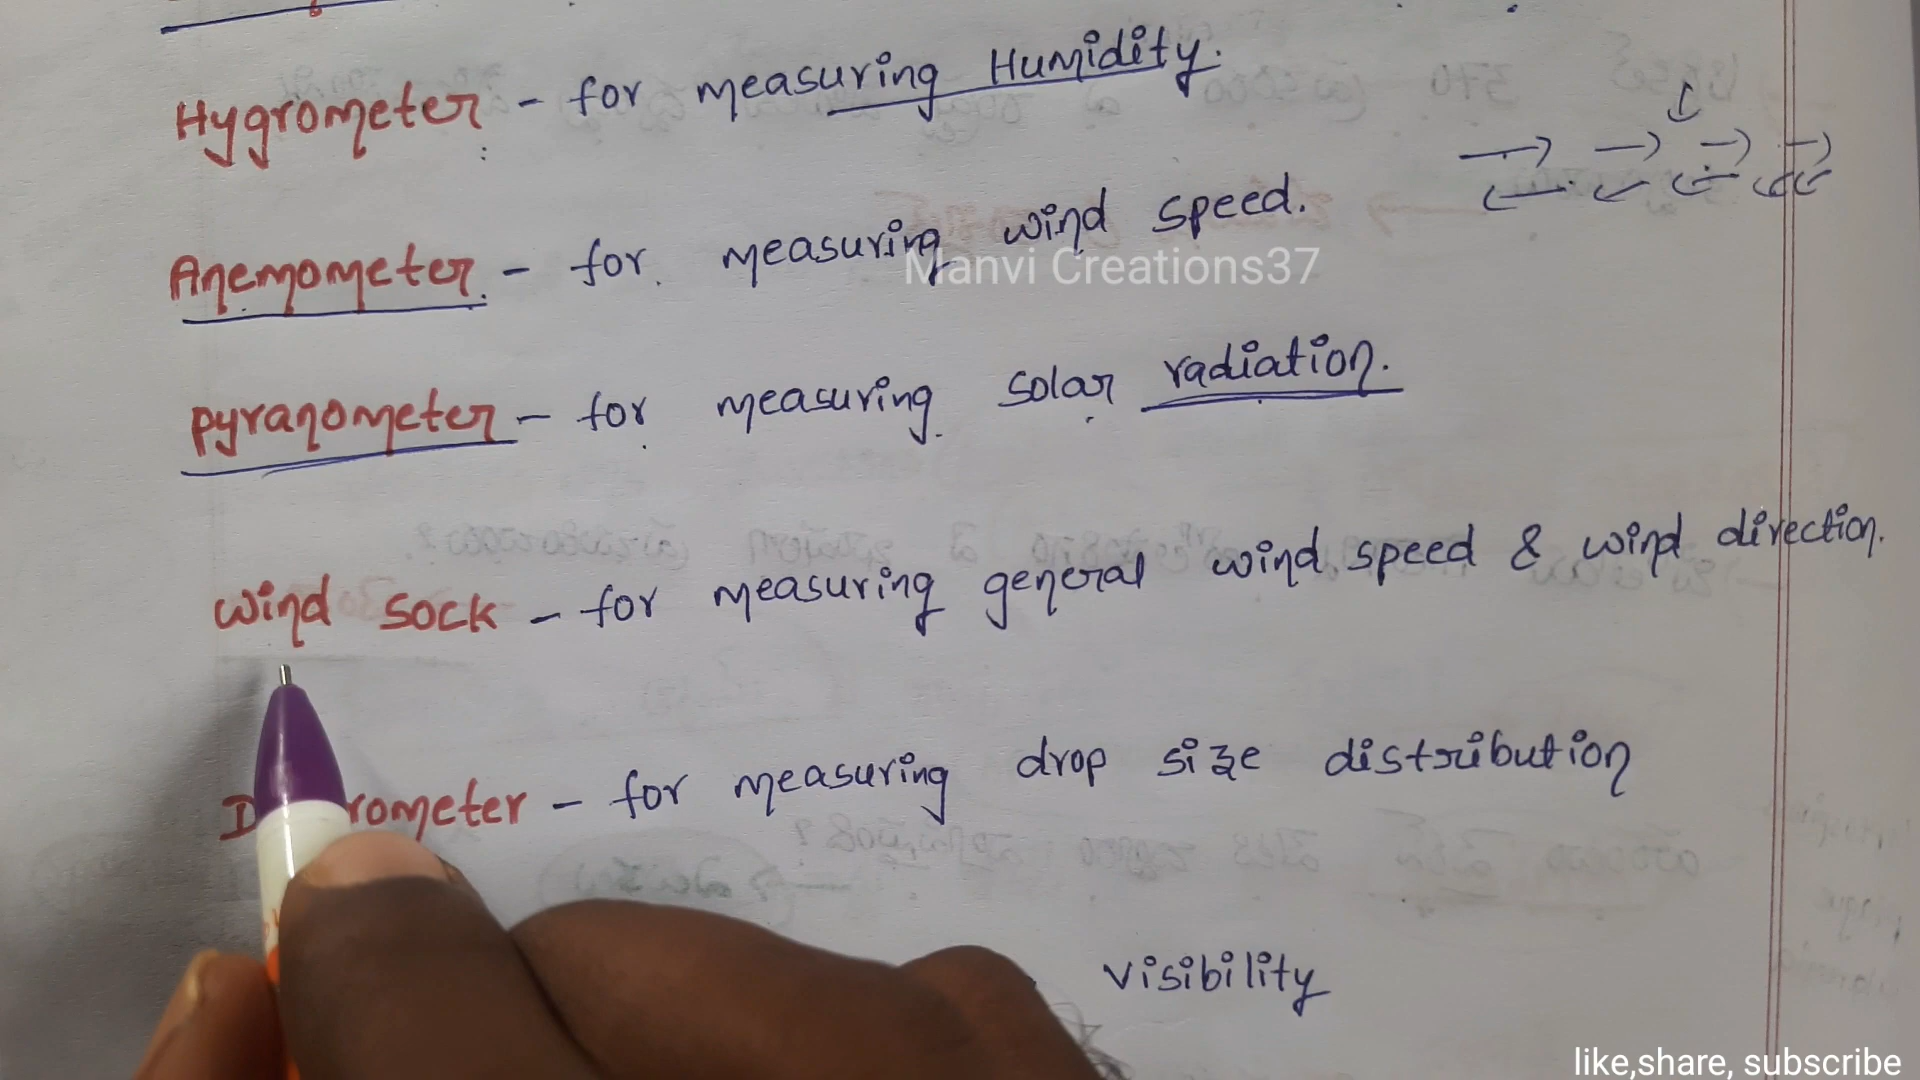 Hygrometer - for measuring Humidity.
Anemometer - for measuring wind speed.
Manvi Creations37
pyranometer - for measuring solar radiation.
wind sock - for measuring general wind speed & wind direction.
rometer - for measuring drop size distribution
visibility
like,share, subscribe